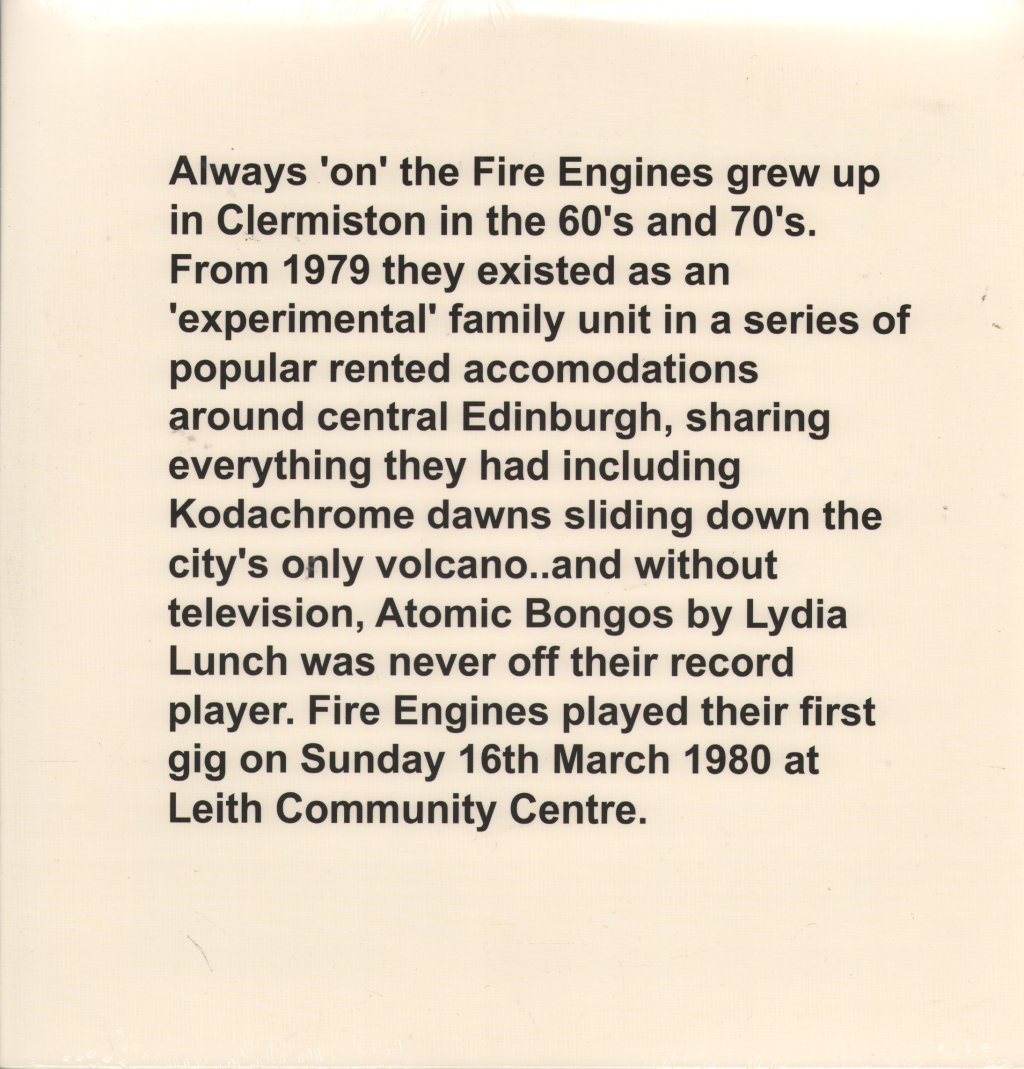 Always 'on' the Fire Engines grew up
in Clermiston in the 60's and 70's.
From 1979 they existed as an
'experimental' family unit in a series of
popular rented accomodations
around central Edinburgh, sharing
everything they had including
Kodachrome dawns sliding down the
city's only volcano..and without
television, Atomic Bongos by Lydia
Lunch was never off their record
player. Fire Engines played their first
gig on Sunday 16th March 1980 at
Leith Community Centre.